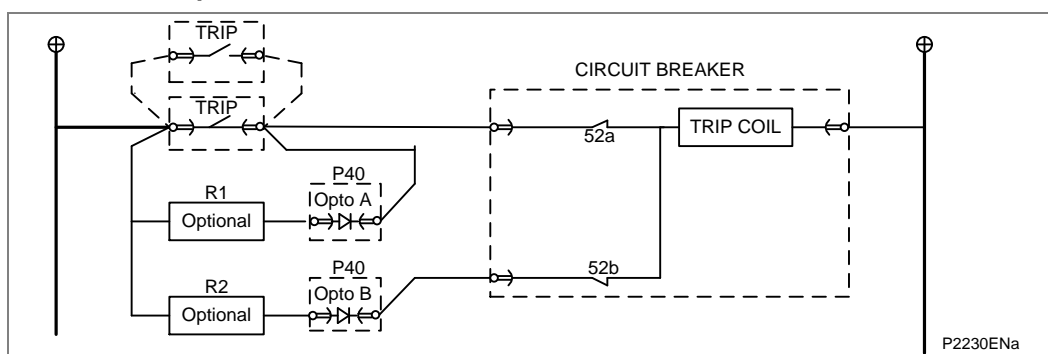 TRIP
CIRCUIT BREAKER
TRIP
52a
TRIP COIL
P40
R1
Opto A
Optional
P40
52b
R2
Opto B
Optional
P2230ENa